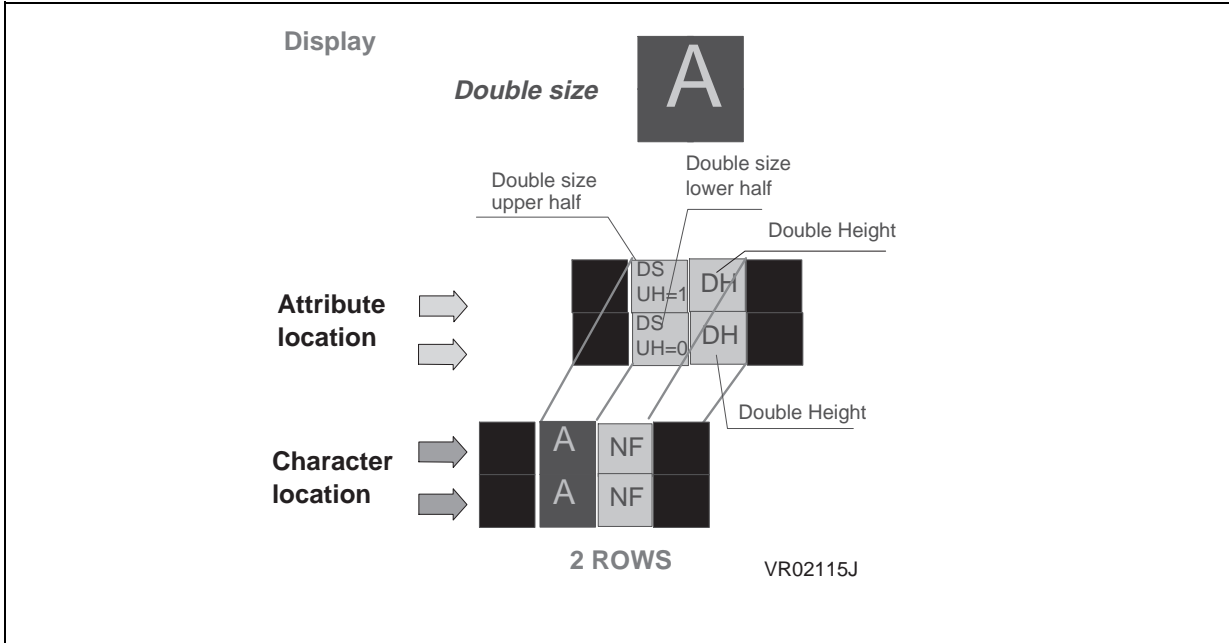 Display
A
Double size
Double size
lower half
Double size
upper half
Double Height
DS
UH=1
DH
Attribute
location
DS
UH=0
DH
Double Height
A
NF
Character
location
A
NF
2 ROWS
VR02115J